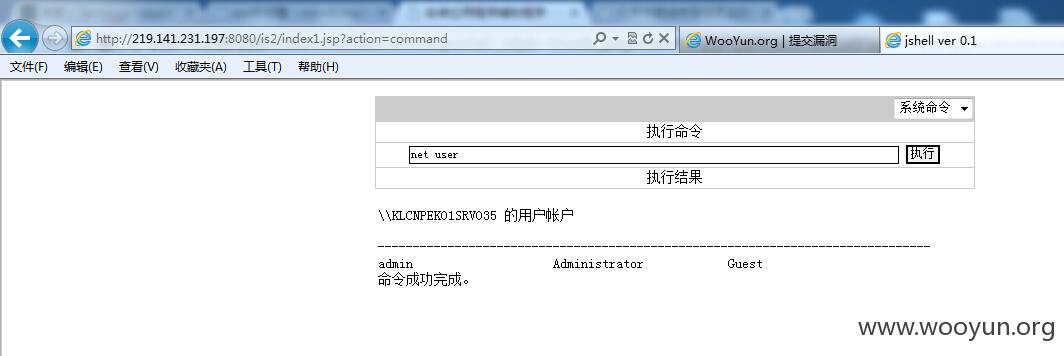 http://219.141.231.197:8080/is2/index1.jsp?action=command
WooYun.org | 提交漏洞
jshell ver 0.1
文件(F) 编辑(E) 查看(V) 收藏夹(A) 工具(T) 帮助(H)
系统命令
执行命令
net user 执行
执行结果
\\KLCNPEK01SRV035 的用户帐户
-------------------------------------------------------------------------------
admin Administrator Guest
命令成功完成。
www.wooyun.org